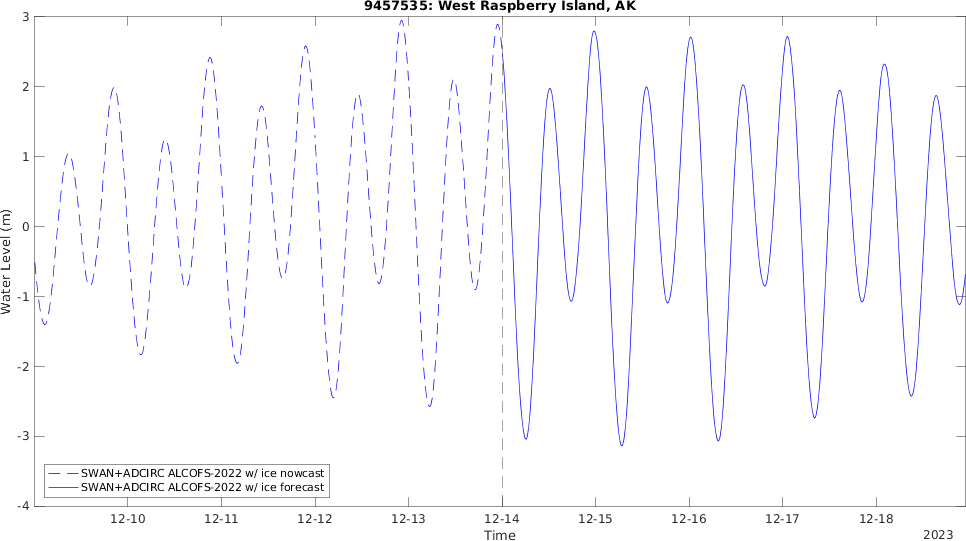 9457535: West Raspberry Island, AK
Water Level (m)
3
2
1
0
-1
-2
-3
-4
SWAN+ADCIRC ALCOFS-2022 w/ ice nowcast
SWAN+ADCIRC ALCOFS-2022 w/ ice forecast
12-10 12-11 12-12 12-13 12-14 12-15 12-16 12-17 12-18
Time
2023